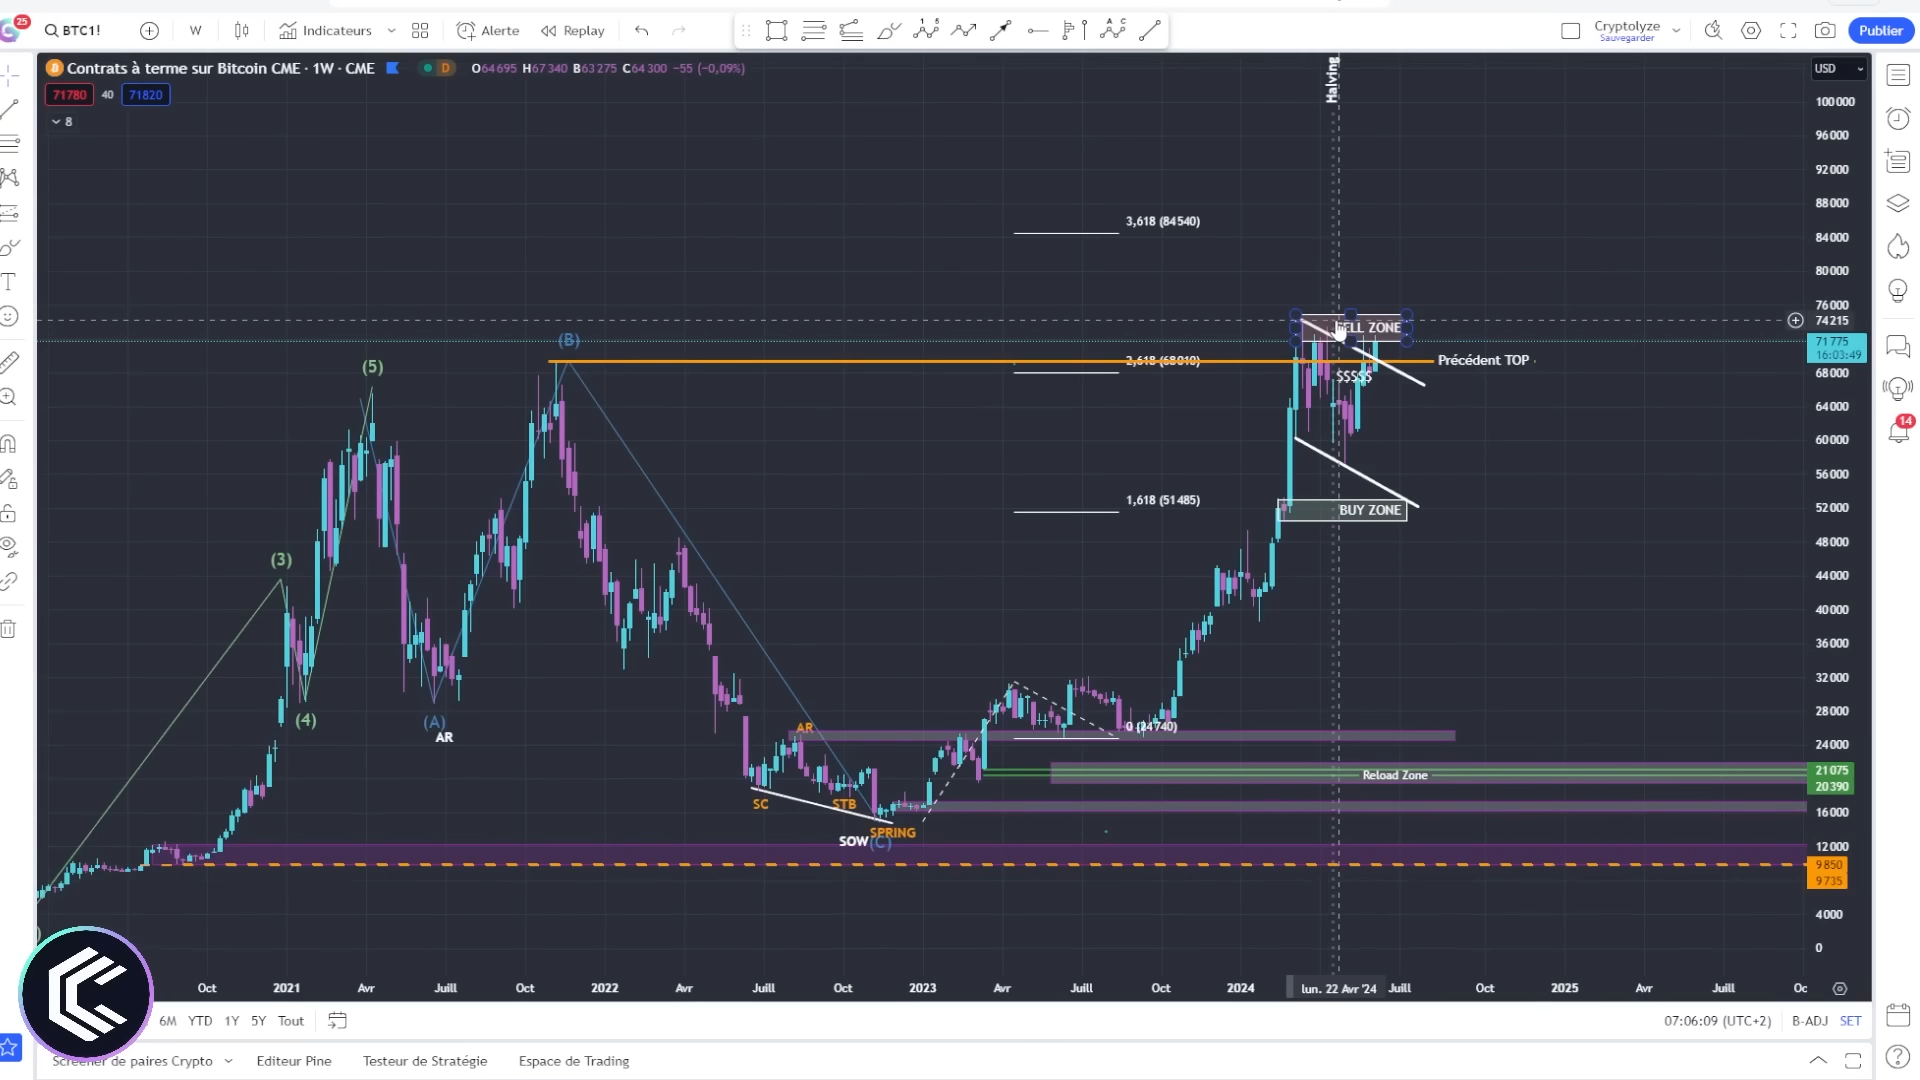 25
BTC1!
W
Indicateurs
Alerte
Replay
Cryptolyze
Sauvegarder
Publier
Contrats à terme sur Bitcoin CME · 1W · CME
D
O64695 H67340 B63275 C64300 −55 (−0,09%)
USD
71780 40 71820
8
Halving
100000
96000
92000
88000
84000
80000
76000
74215
71775
16:03:49
68000
64000
60000
56000
52000
48000
44000
40000
36000
32000
28000
24000
21075
20390
16000
12000
9850
9735
4000
0
3,618 (84540)
SELL ZONE
(B)
2,618 (68010)
Précédent TOP
(5)
$$$$$
14
1,618 (51485)
BUY ZONE
(3)
(4)
(A)
AR
AR
0 (24740)
Reload Zone
SC
STB
SPRING
SOW (C)
Oct 2021 Avr Juill Oct 2022 Avr Juill Oct 2023 Avr Juill Oct 2024 lun. 22 Avr '24 Juill Oct 2025 Avr Juill Oc
6M YTD 1Y 5Y Tout
07:06:09 (UTC+2) B-ADJ SET
Screener de paires Crypto
Editeur Pine
Testeur de Stratégie
Espace de Trading